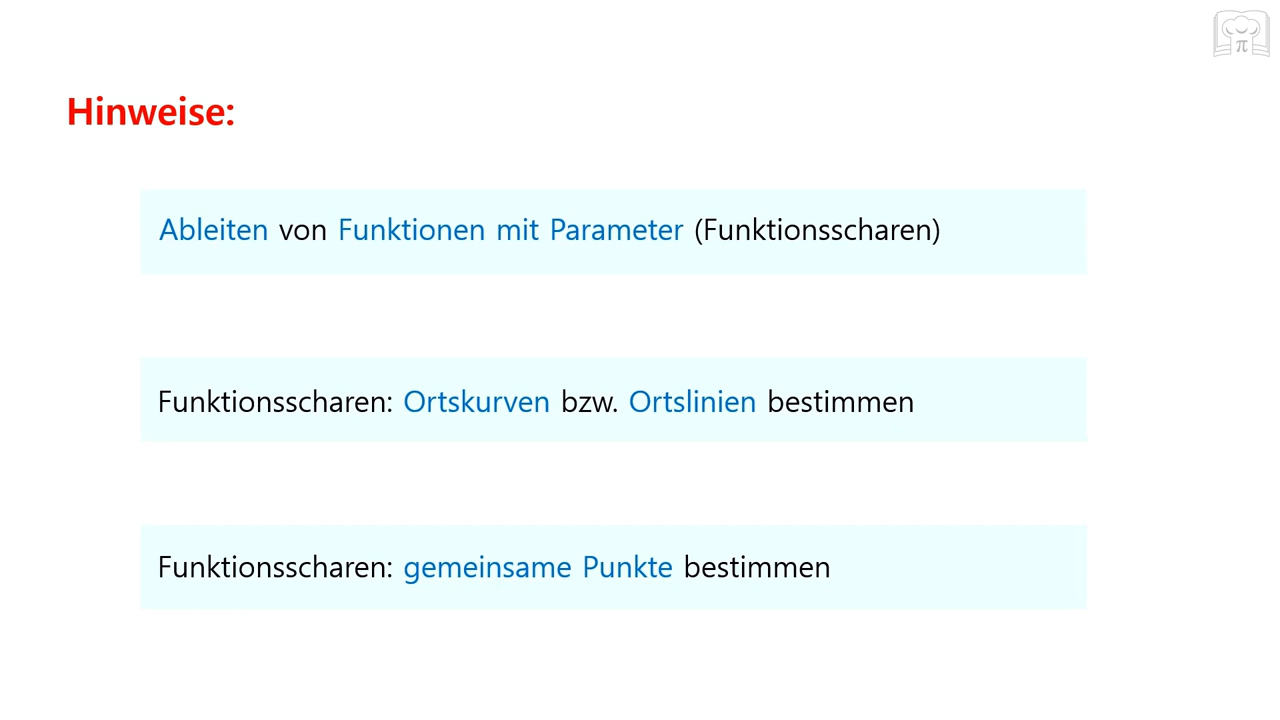 Hinweise:
Ableiten von Funktionen mit Parameter (Funktionsscharen)
Funktionsscharen: Ortskurven bzw. Ortslinien bestimmen
Funktionsscharen: gemeinsame Punkte bestimmen
π